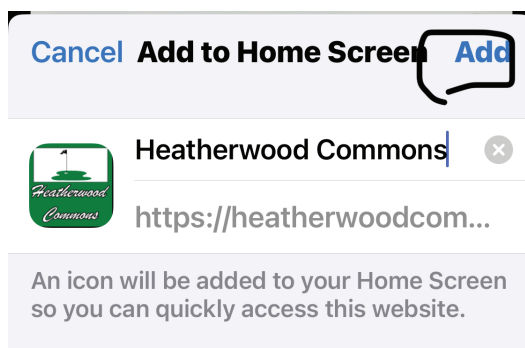 Cancel Add to Home Screen Add
Heatherwood Commons
Heatherwood
Commons
https://heatherwoodcom...
An icon will be added to your Home Screen
so you can quickly access this website.